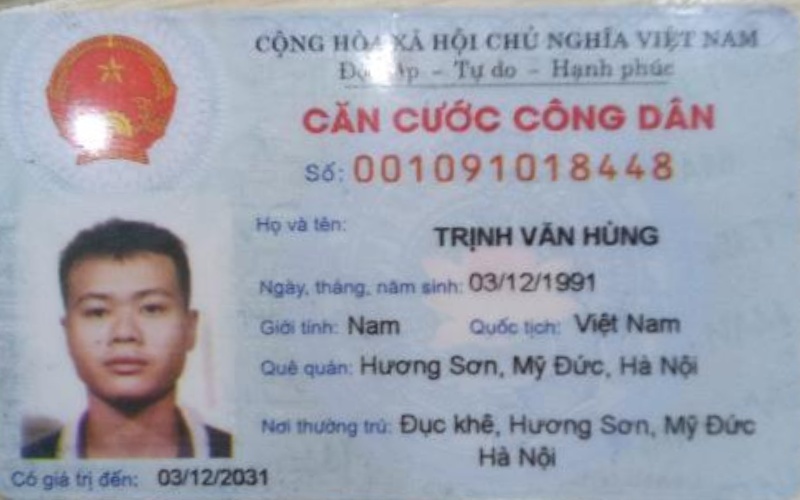 CỘNG HÒA XÃ HỘI CHỦ NGHĨA VIỆT NAM
Độc lập - Tự do - Hạnh phúc
CĂN CƯỚC CÔNG DÂN
Số: 001091018448
Họ và tên: TRỊNH VĂN HÙNG
Ngày, tháng, năm sinh: 03/12/1991
Giới tính: Nam Quốc tịch: Việt Nam
Quê quán: Hương Sơn, Mỹ Đức, Hà Nội
Nơi thường trú: Đục khê, Hương Sơn, Mỹ Đức
Hà Nội
Có giá trị đến: 03/12/2031